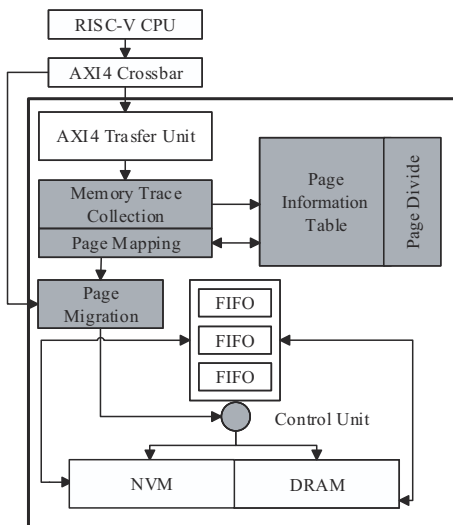 RISC-V CPU
AXI4 Crossbar
AXI4 Trasfer Unit
Memory Trace
Collection
Page Mapping
Page
Information
Table
Page Divide
Page
Migration
FIFO
FIFO
FIFO
Control Unit
NVM
DRAM